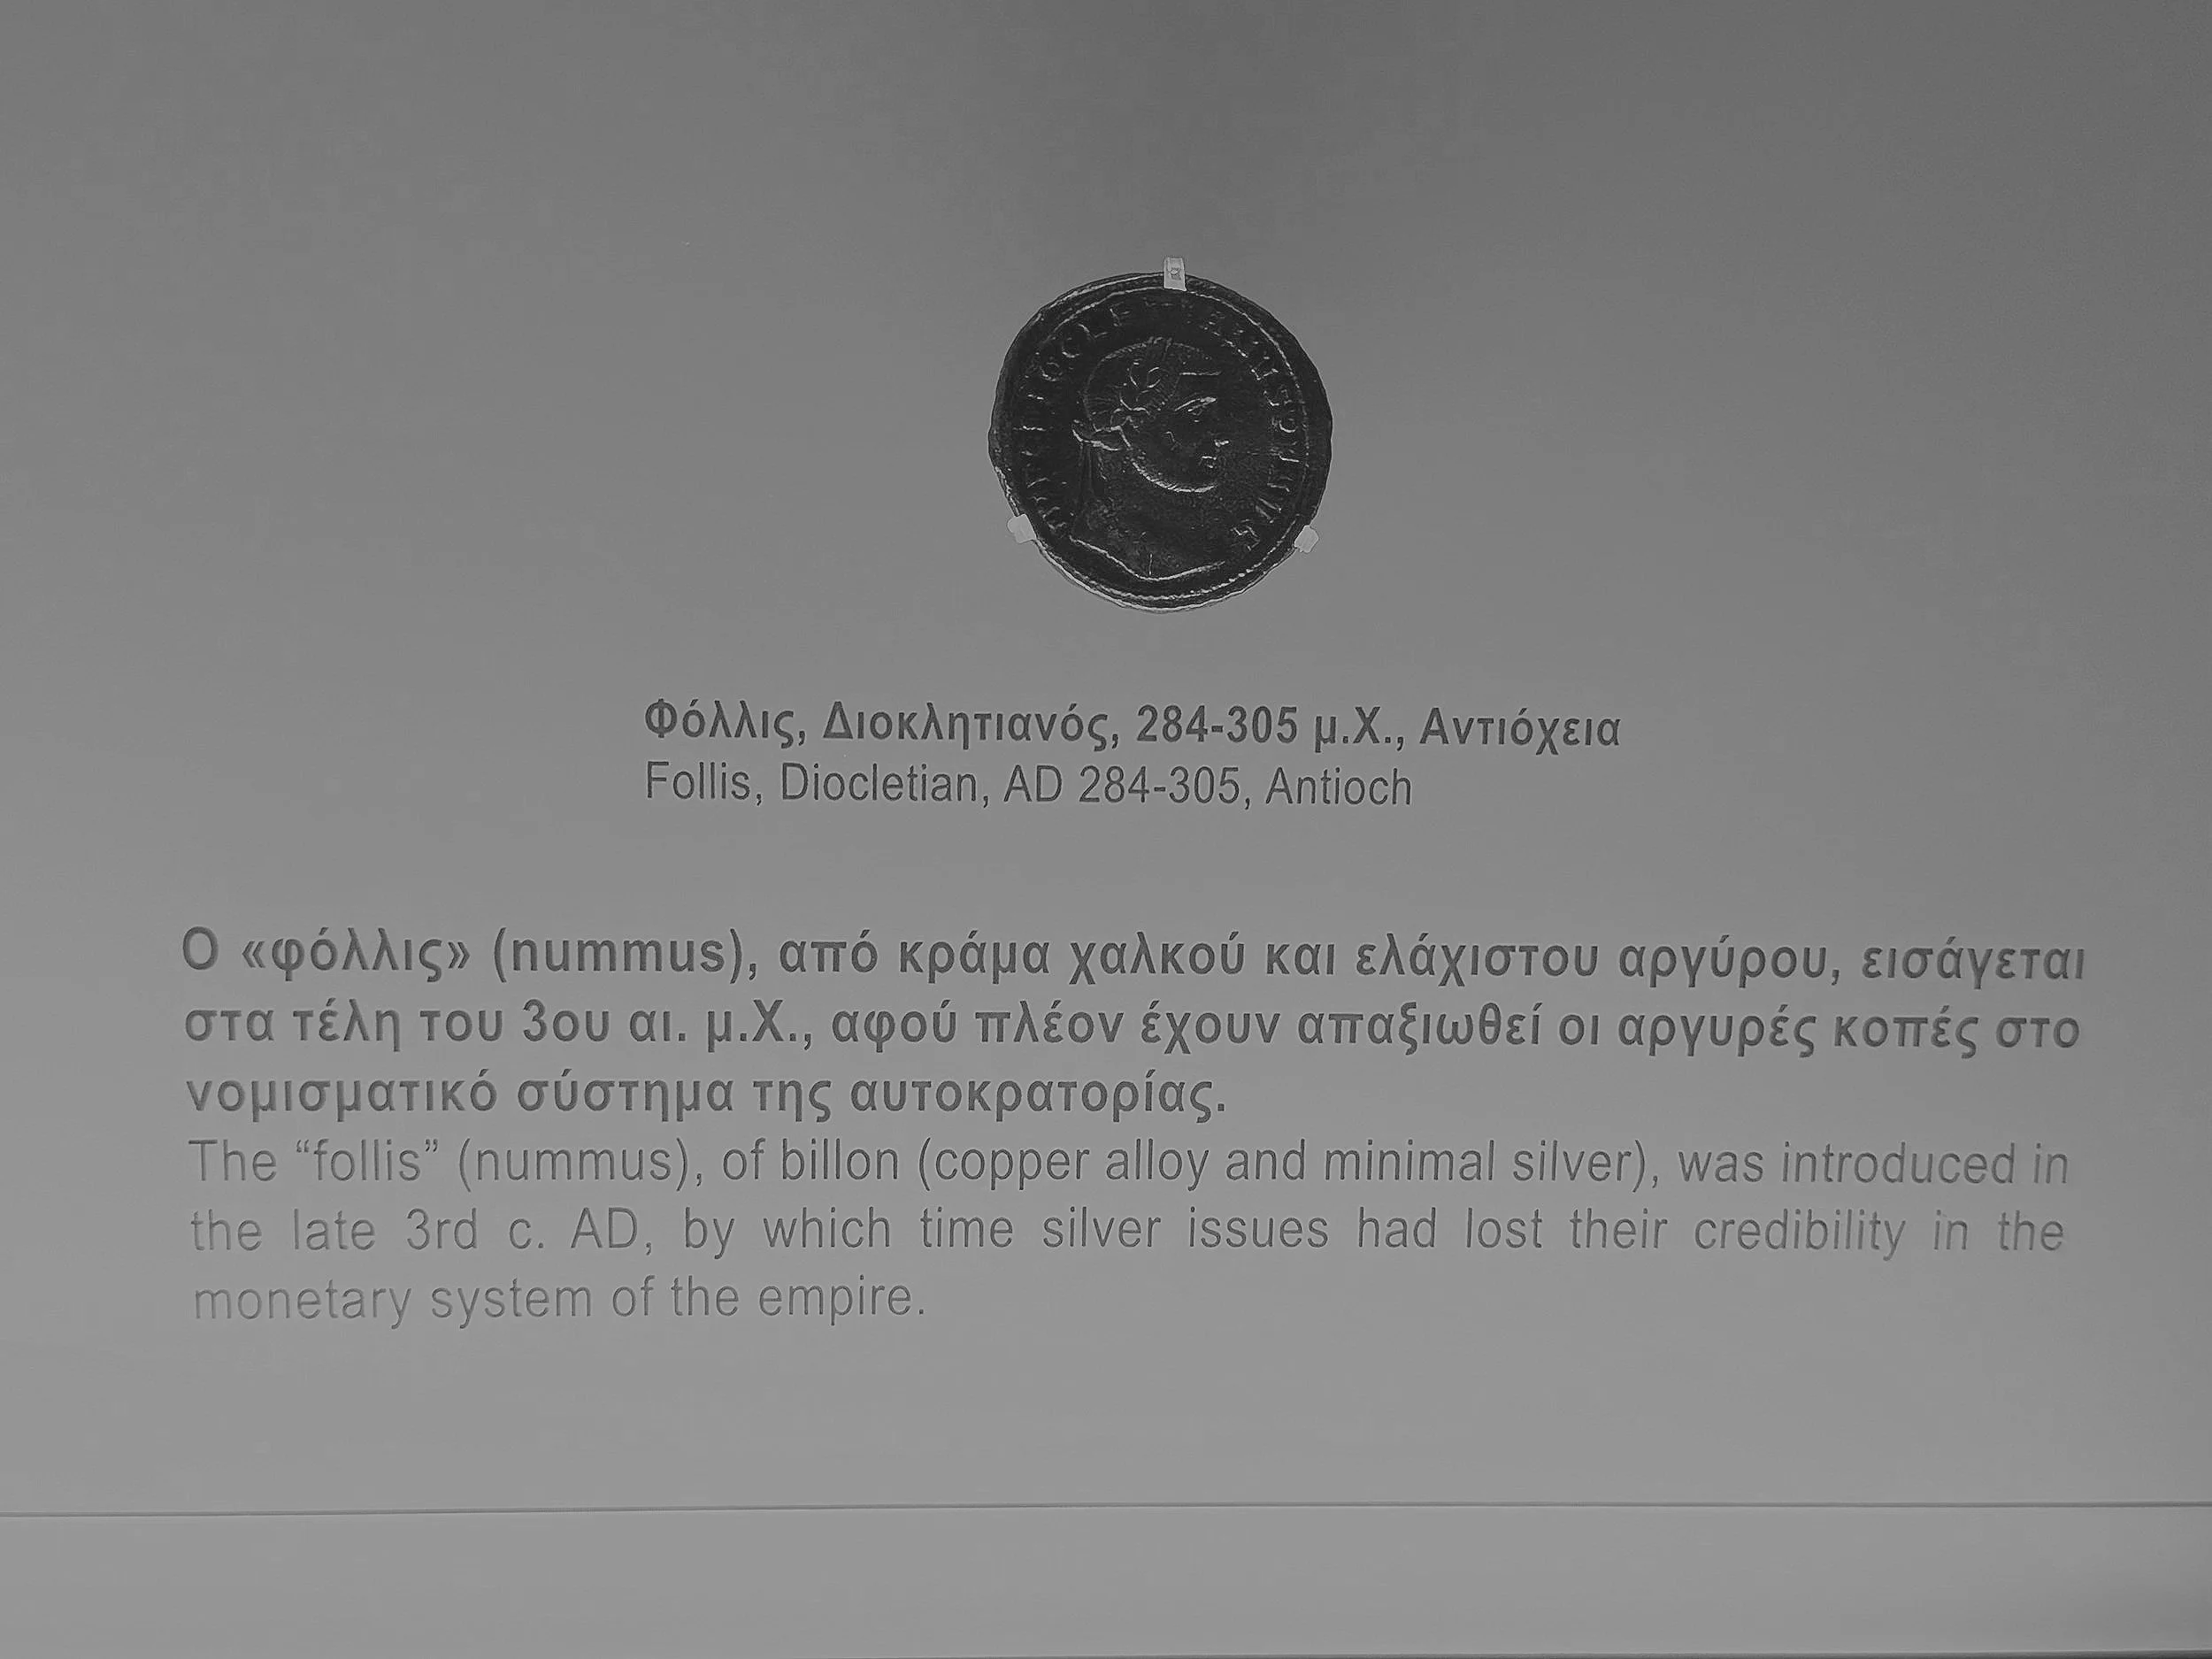 Φόλλις, Διοκλητιανός, 284-305 μ.Χ., Αντιόχεια
Follis, Diocletian, AD 284-305, Antioch
Ο «φόλλις» (nummus), από κράμα χαλκού και ελάχιστου αργύρου, εισάγεται
στα τέλη του 3ου αι. μ.Χ., αφού πλέον έχουν απαξιωθεί οι αργυρές κοπές στο
νομισματικό σύστημα της αυτοκρατορίας.
The “follis” (nummus), of billon (copper alloy and minimal silver), was introduced in
the late 3rd c. AD, by which time silver issues had lost their credibility in the
monetary system of the empire.